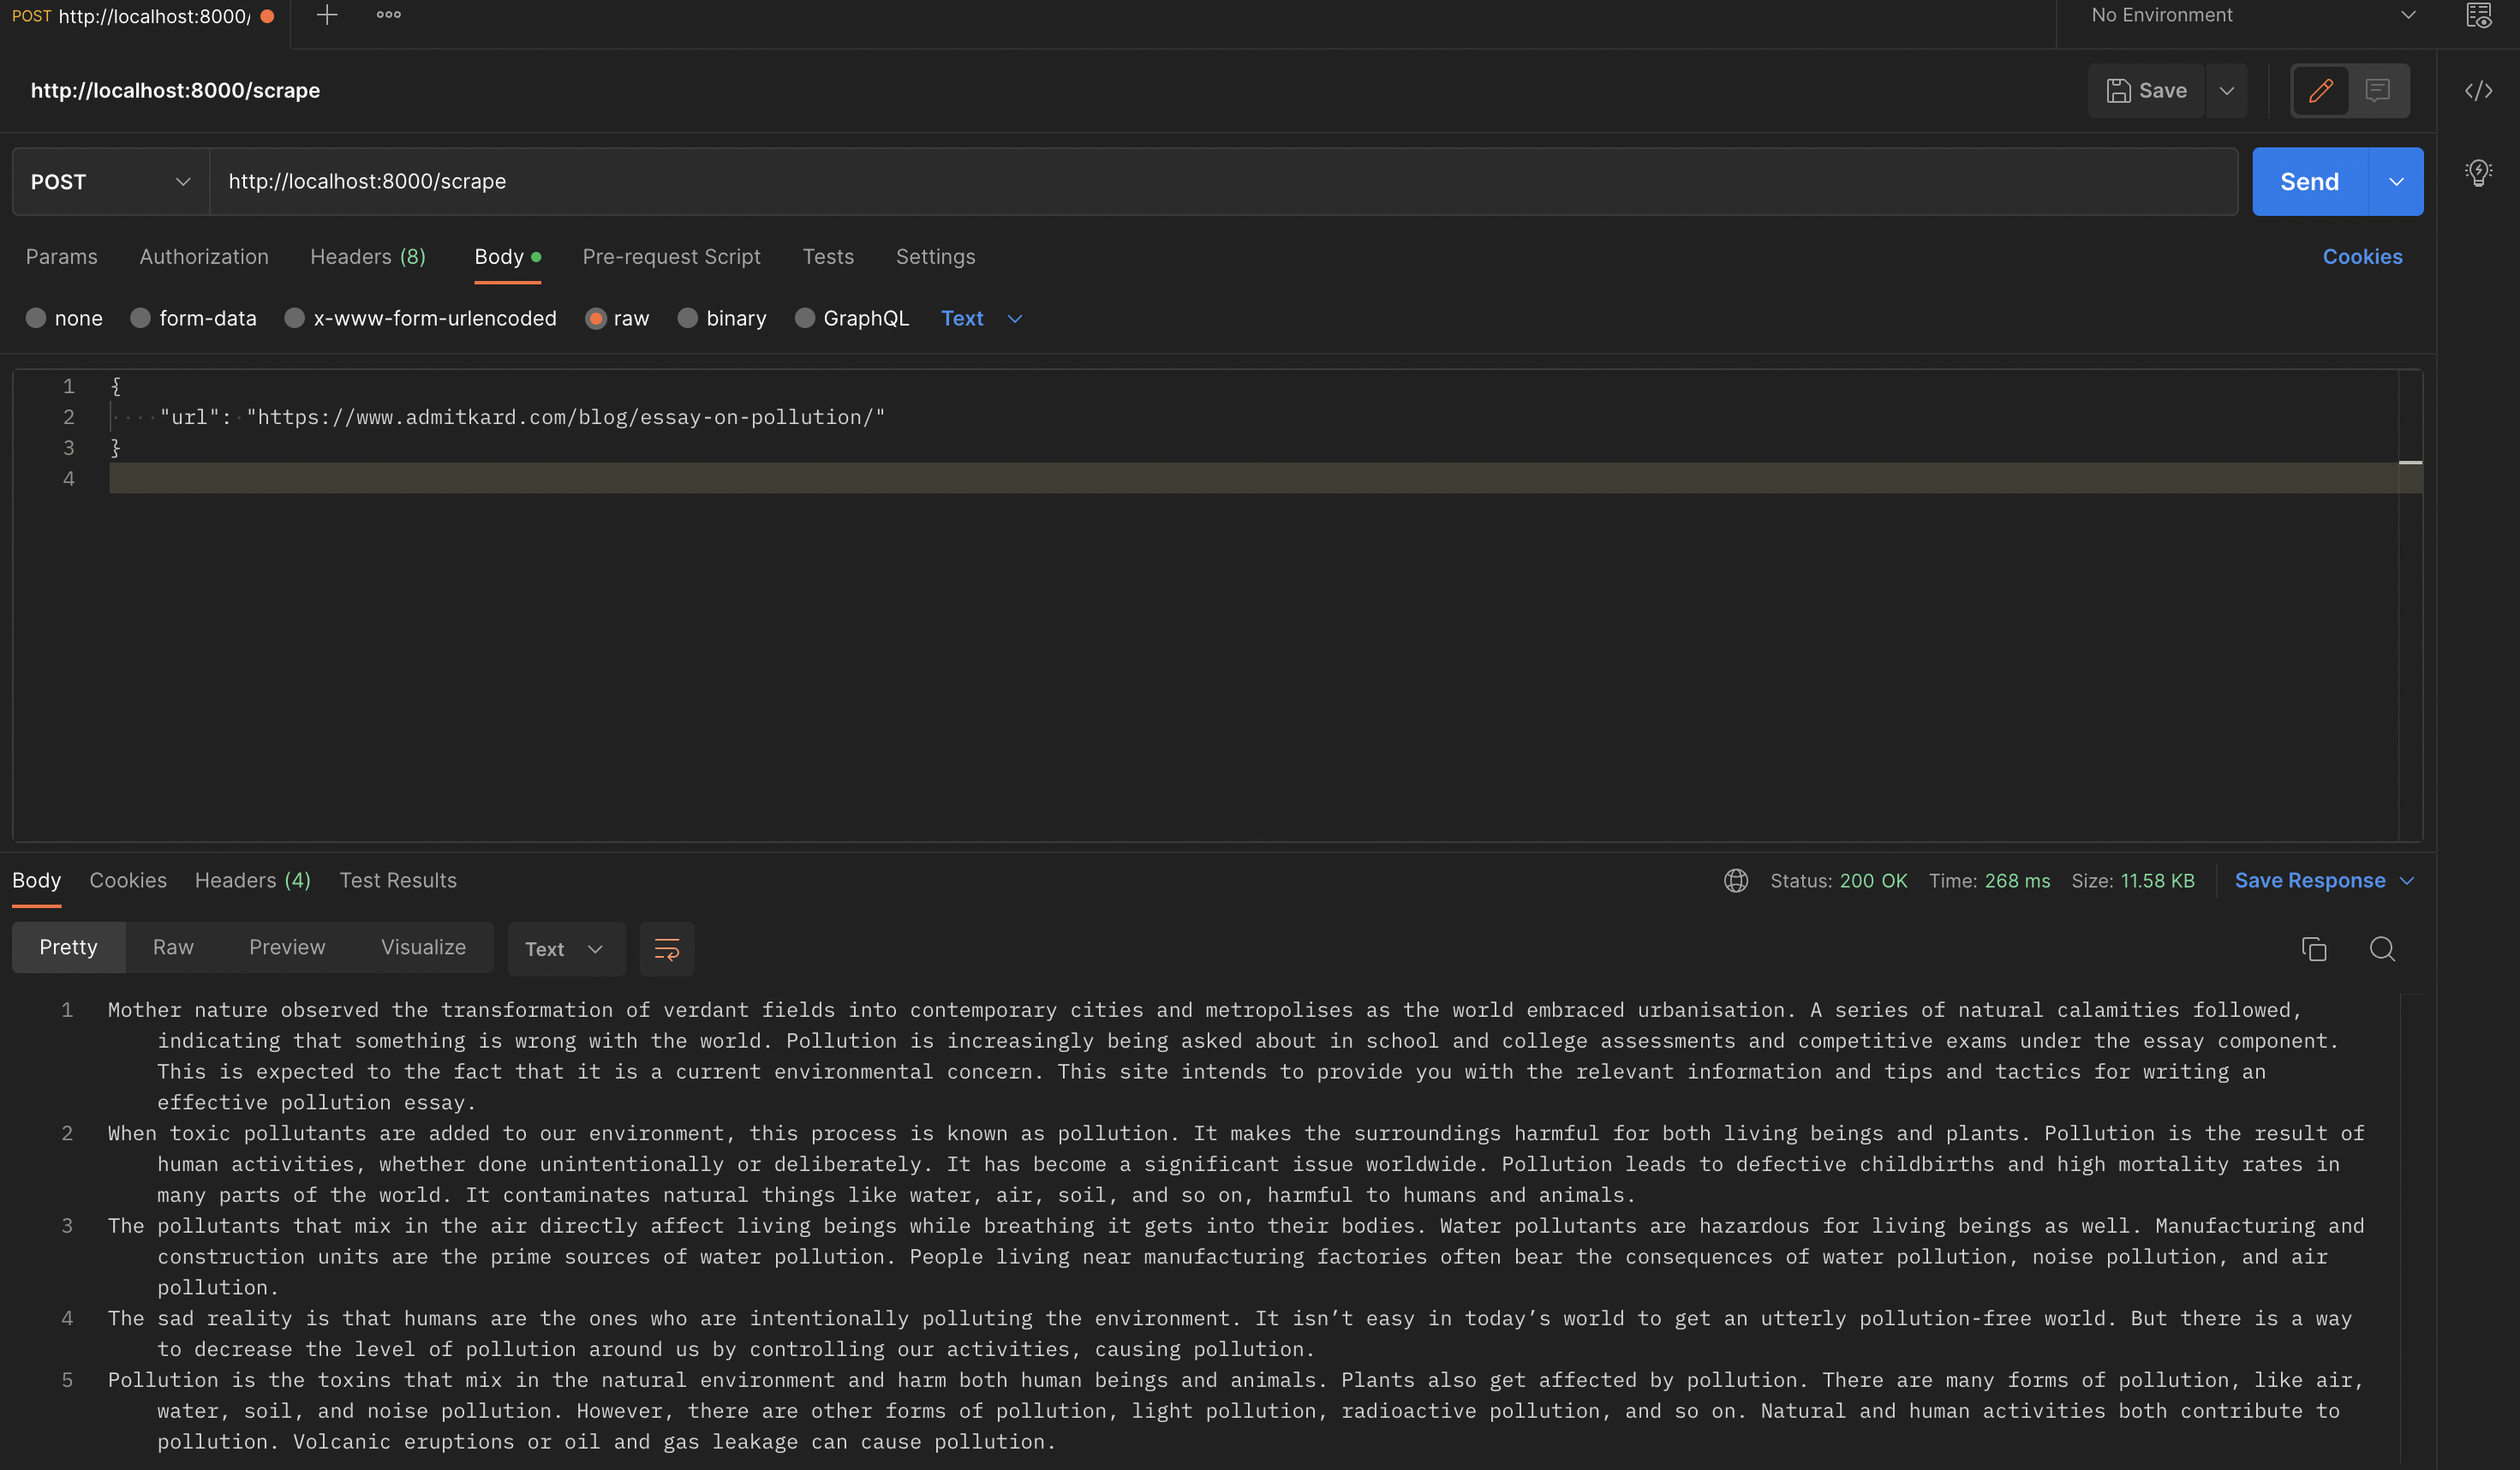 POST http://localhost:8000/
No Environment
http://localhost:8000/scrape
Save
POST
http://localhost:8000/scrape
Send
Params Authorization Headers (8) Body Pre-request Script Tests Settings Cookies
none form-data x-www-form-urlencoded raw binary GraphQL Text
1 {
2 "url": "https://www.admitkard.com/blog/essay-on-pollution/"
3 }
4
Body Cookies Headers (4) Test Results Status: 200 OK Time: 268 ms Size: 11.58 KB Save Response
Pretty Raw Preview Visualize Text
1 Mother nature observed the transformation of verdant fields into contemporary cities and metropolises as the world embraced urbanisation. A series of natural calamities followed,
indicating that something is wrong with the world. Pollution is increasingly being asked about in school and college assessments and competitive exams under the essay component.
This is expected to the fact that it is a current environmental concern. This site intends to provide you with the relevant information and tips and tactics for writing an
effective pollution essay.
2 When toxic pollutants are added to our environment, this process is known as pollution. It makes the surroundings harmful for both living beings and plants. Pollution is the result of
human activities, whether done unintentionally or deliberately. It has become a significant issue worldwide. Pollution leads to defective childbirths and high mortality rates in
many parts of the world. It contaminates natural things like water, air, soil, and so on, harmful to humans and animals.
3 The pollutants that mix in the air directly affect living beings while breathing it gets into their bodies. Water pollutants are hazardous for living beings as well. Manufacturing and
construction units are the prime sources of water pollution. People living near manufacturing factories often bear the consequences of water pollution, noise pollution, and air
pollution.
4 The sad reality is that humans are the ones who are intentionally polluting the environment. It isn’t easy in today’s world to get an utterly pollution-free world. But there is a way
to decrease the level of pollution around us by controlling our activities, causing pollution.
5 Pollution is the toxins that mix in the natural environment and harm both human beings and animals. Plants also get affected by pollution. There are many forms of pollution, like air,
water, soil, and noise pollution. However, there are other forms of pollution, light pollution, radioactive pollution, and so on. Natural and human activities both contribute to
pollution. Volcanic eruptions or oil and gas leakage can cause pollution.